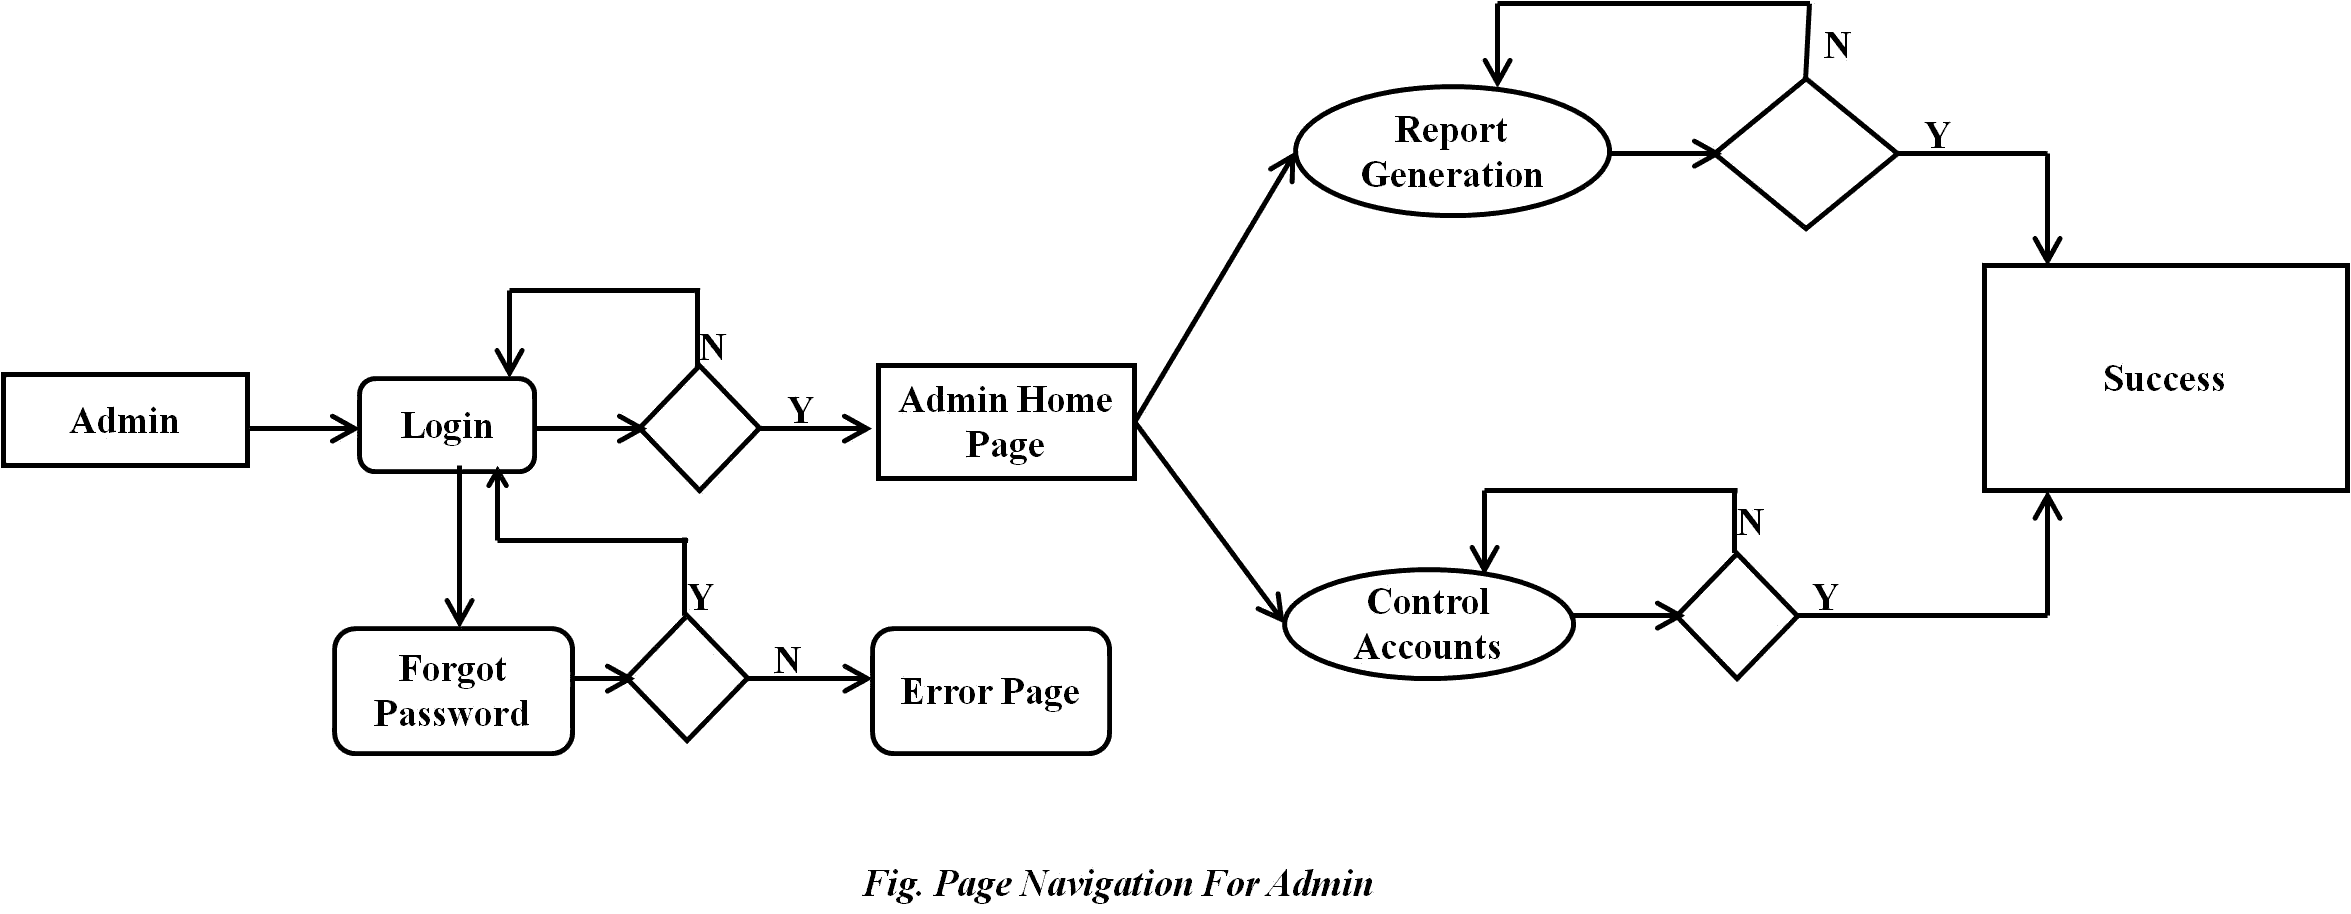 N
Report
Generation
Y
N
Admin
Login
Y
Admin Home
Page
Success
N
Control
Accounts
Y
Y
Forgot
Password
N
Error Page
Fig. Page Navigation For Admin